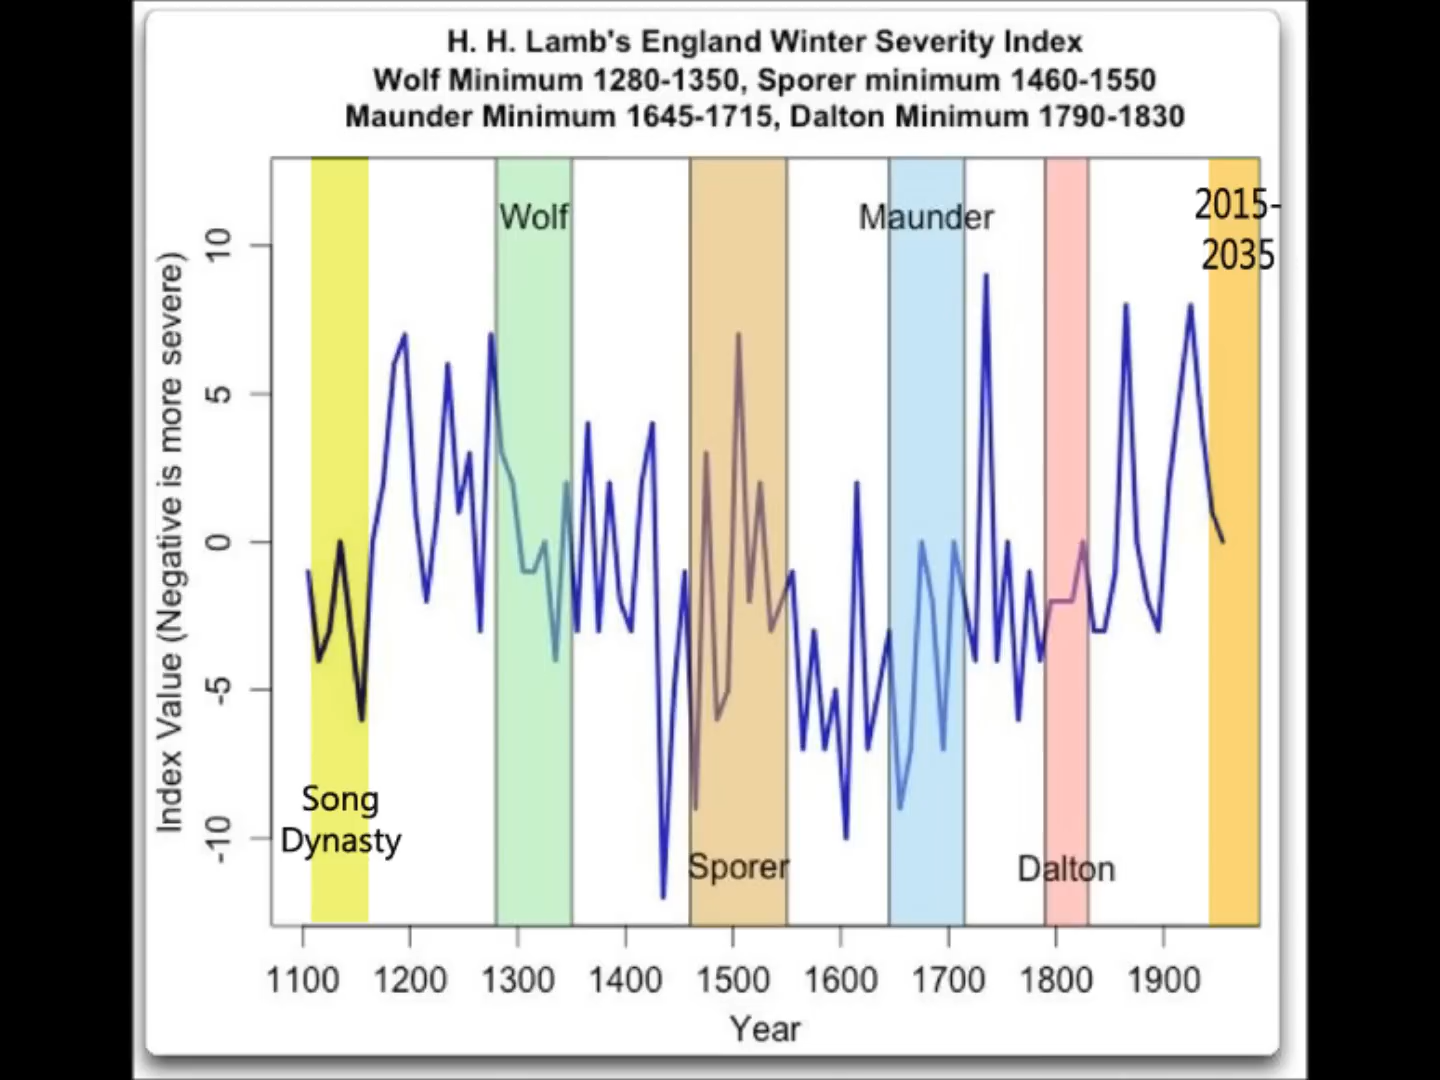 H. H. Lamb's England Winter Severity Index
Wolf Minimum 1280-1350, Sporer minimum 1460-1550
Maunder Minimum 1645-1715, Dalton Minimum 1790-1830
Wolf
Maunder
2015-
2035
10
5
0
-5
-10
Index Value (Negative is more severe)
Song
Dynasty
Sporer
Dalton
1100 1200 1300 1400 1500 1600 1700 1800 1900
Year